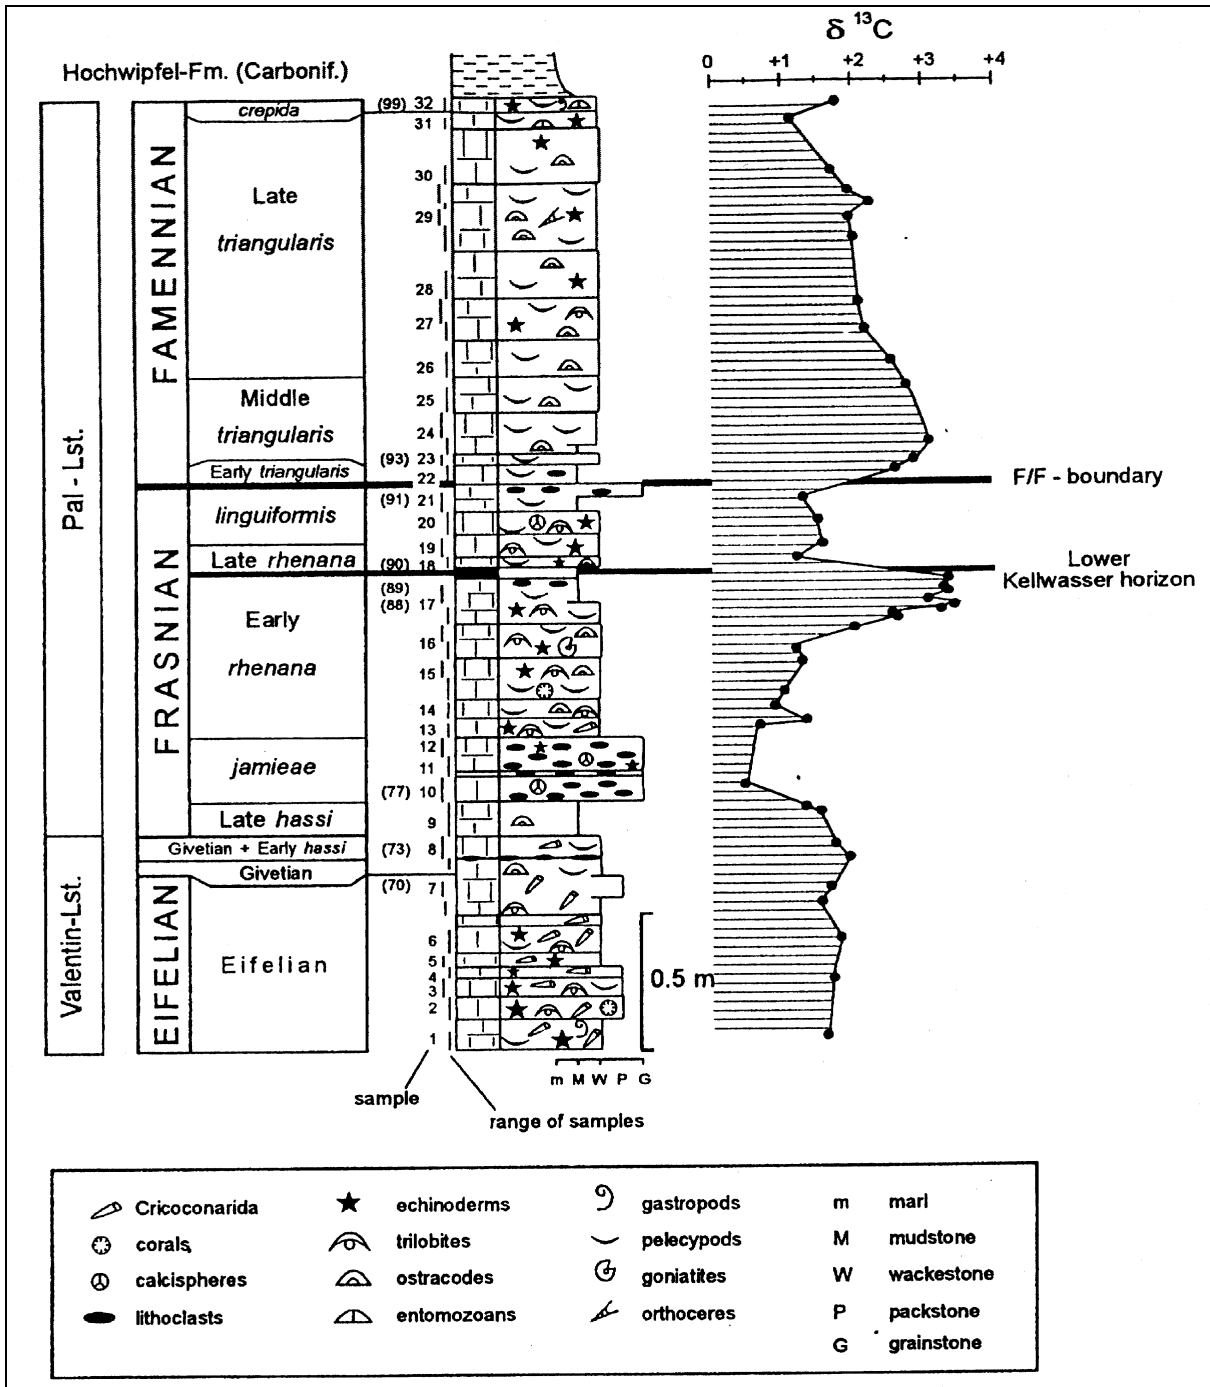 δ ¹³C
0 +1 +2 +3 +4
Hochwipfel-Fm. (Carbonif.)
Pal - Lst.
Valentin-Lst.
FAMENNIAN
FRASNIAN
EIFELIAN
crepida
Late
triangularis
Middle
triangularis
Early triangularis
linguiformis
Late rhenana
Early
rhenana
jamieae
Late hassi
Givetian + Early hassi
Givetian
Eifelian
(99) 32
31
30
29
28
27
26
25
24
(93) 23
22
(91) 21
20
19
(90) 18
(89)
(88) 17
16
15
14
13
12
11
(77) 10
9
(73) 8
(70) 7
6
5
4
3
2
1
F/F - boundary
Lower
Kellwasser horizon
0.5 m
m M W P G
sample
range of samples
Cricoconarida
corals
calcispheres
lithoclasts
echinoderms
trilobites
ostracodes
entomozoans
gastropods
pelecypods
goniatites
orthoceres
m marl
M mudstone
W wackestone
P packstone
G grainstone